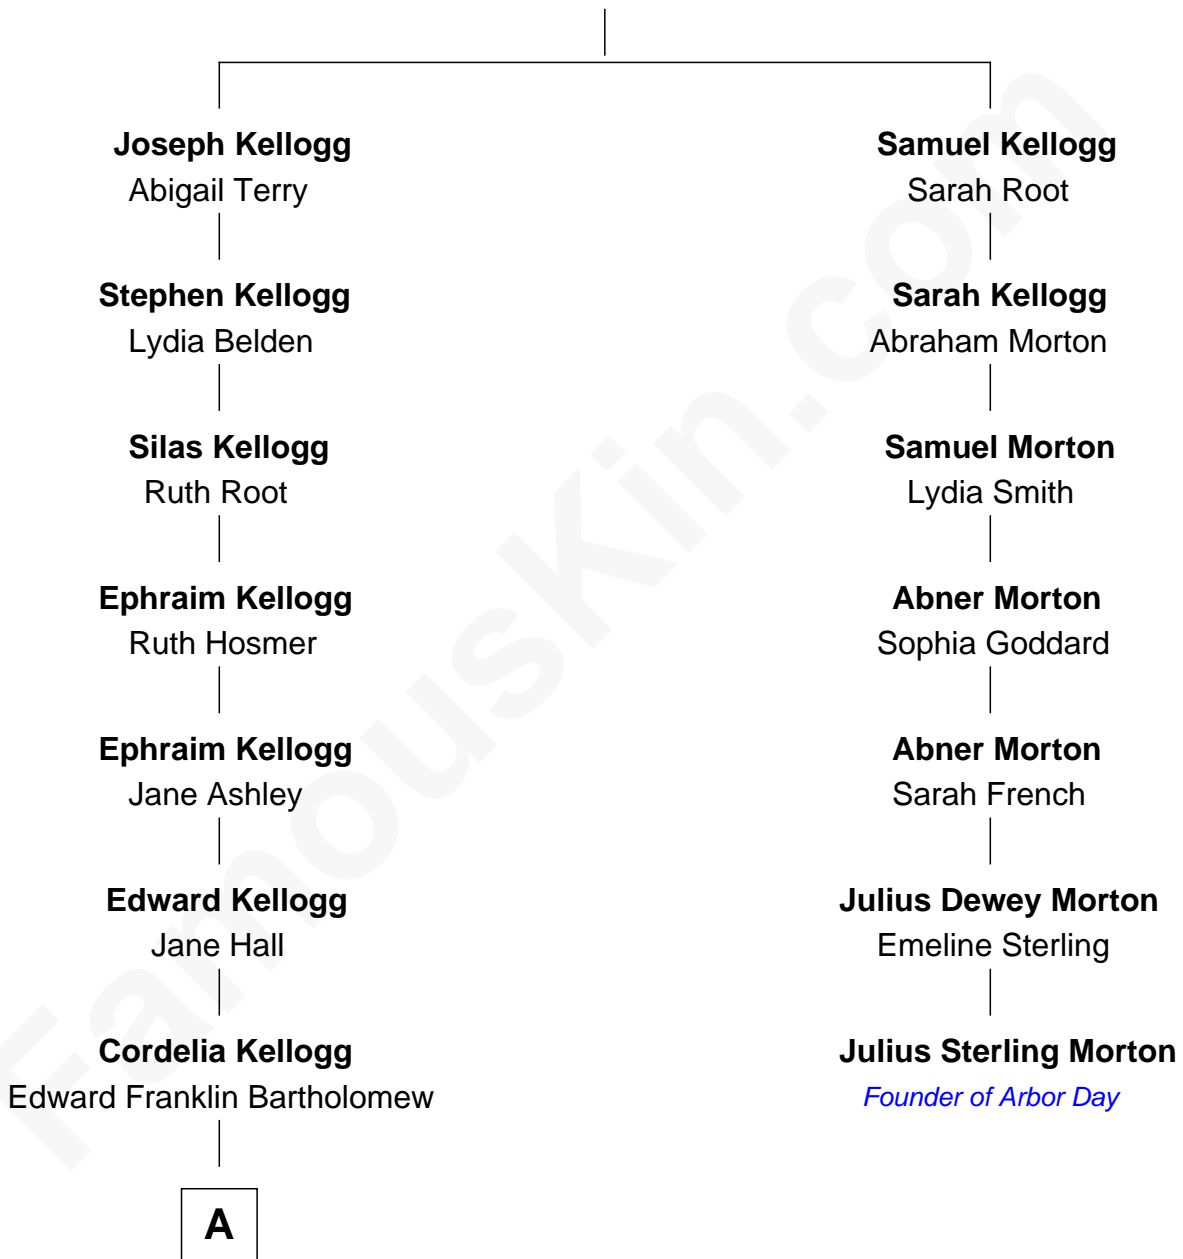 Joseph Kellogg
Abigail Terry
Stephen Kellogg
Lydia Belden
Silas Kellogg
Ruth Root
Ephraim Kellogg
Ruth Hosmer
Ephraim Kellogg
Jane Ashley
Edward Kellogg
Jane Hall
Cordelia Kellogg
Edward Franklin Bartholomew
A
Samuel Kellogg
Sarah Root
Sarah Kellogg
Abraham Morton
Samuel Morton
Lydia Smith
Abner Morton
Sophia Goddard
Abner Morton
Sarah French
Julius Dewey Morton
Emeline Sterling
Julius Sterling Morton
Founder of Arbor Day
FamousKin.com